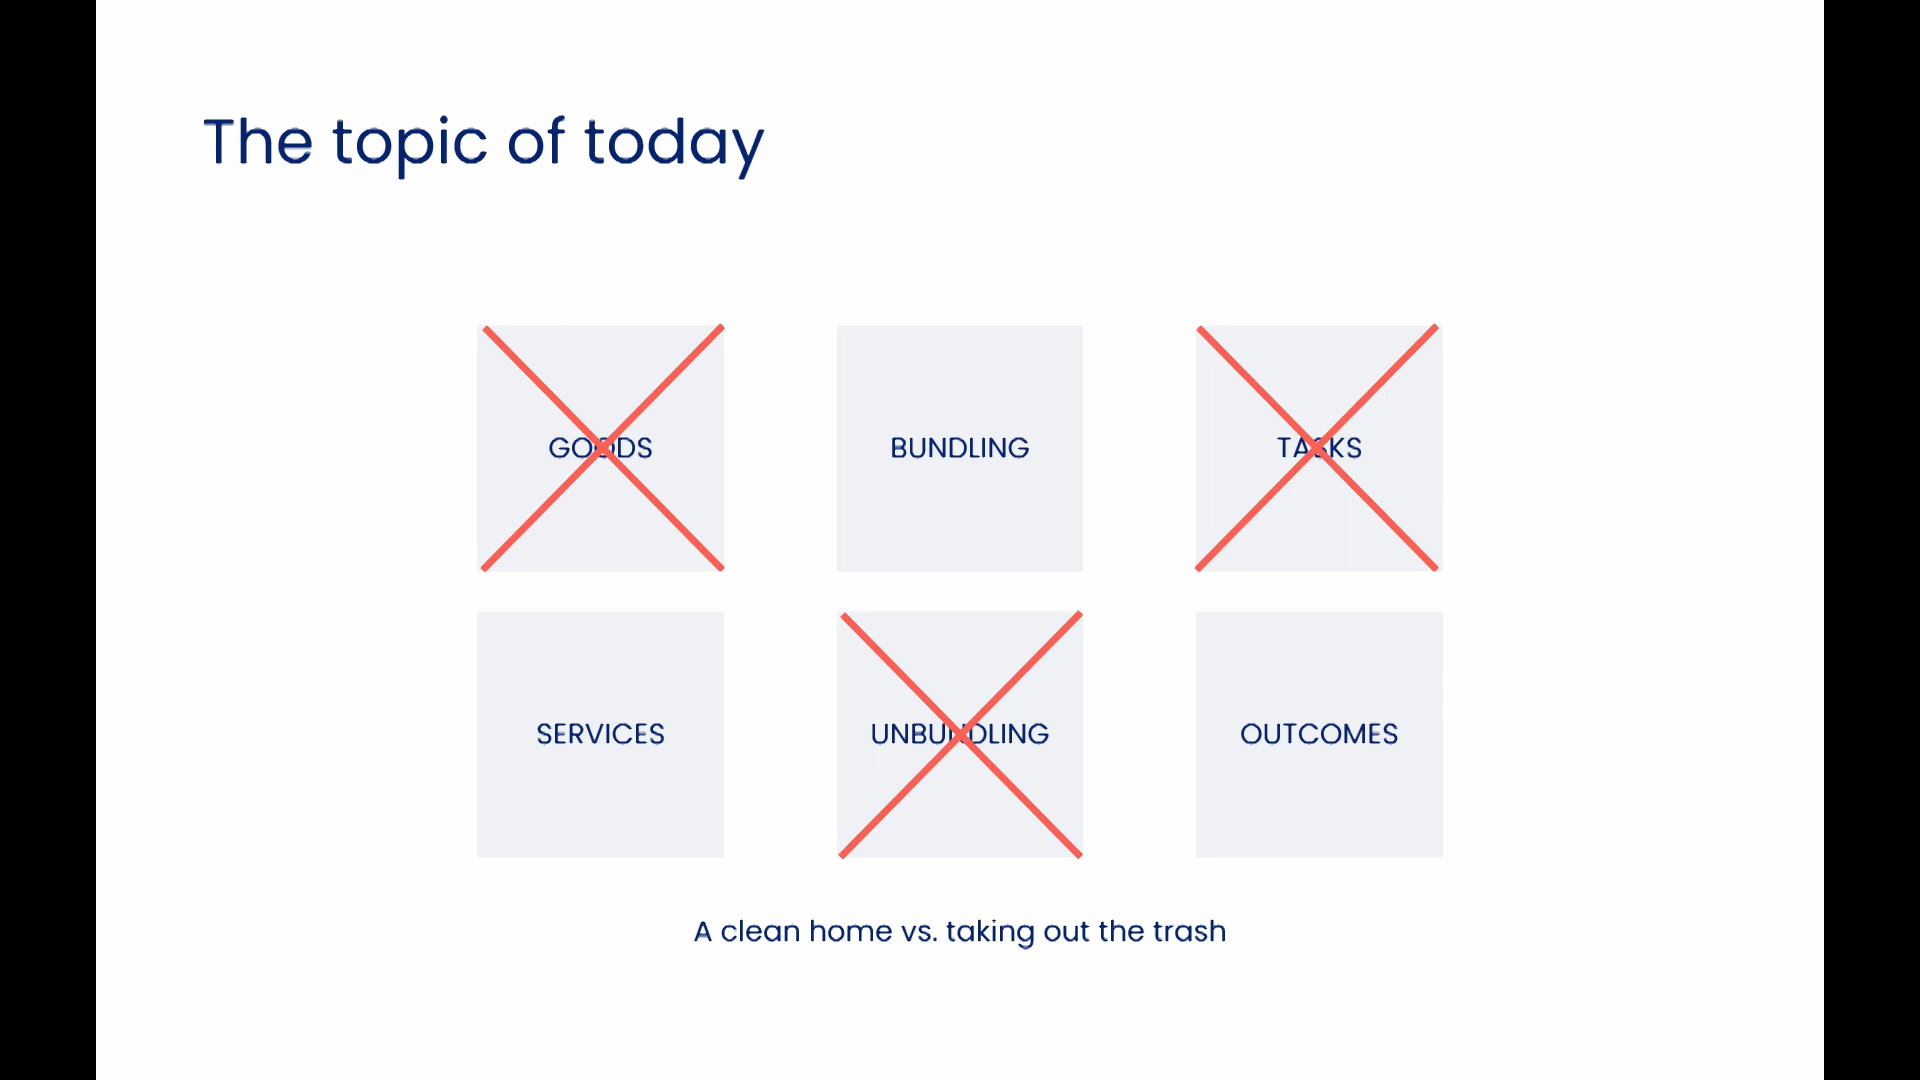 The topic of today
GOODS
BUNDLING
TASKS
SERVICES
UNBUNDLING
OUTCOMES
A clean home vs. taking out the trash